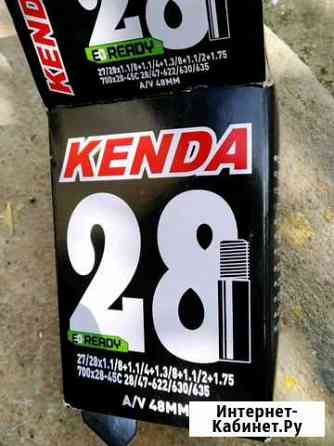 KENDA
28
E READY
27/28x1.1/8+1.1/4+1.3/8+1.1/2+1.75
700x28-45C 28/47-622/630/635
A/V 48MM
KENDA
28
E READY
27/28x1.1/8+1.1/4+1.3/8+1.1/2+1.75
700x28-45C 28/47-622/630/635
A/V 48MM
Интернет-
Кабинет.Ру